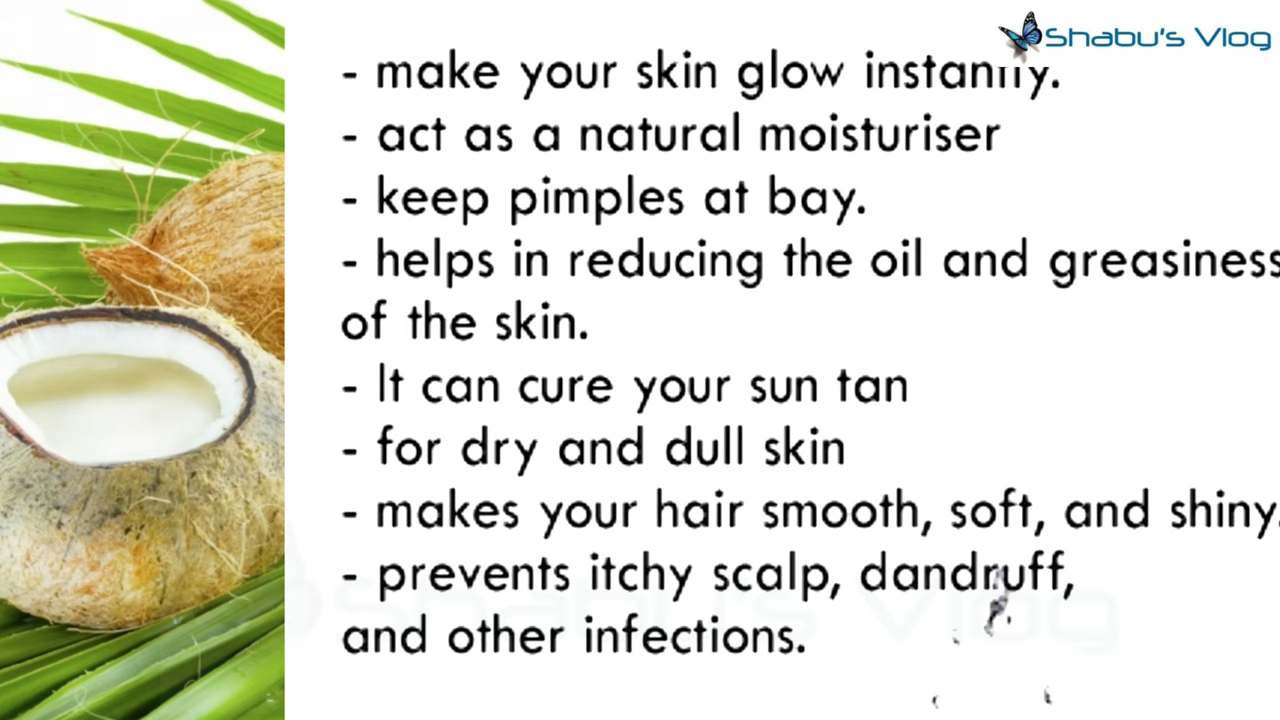 Shabu's Vlog
- make your skin glow instantly.
- act as a natural moisturiser
- keep pimples at bay.
- helps in reducing the oil and greasiness
of the skin.
- It can cure your sun tan
- for dry and dull skin
- makes your hair smooth, soft, and shiny.
- prevents itchy scalp, dandruff,
and other infections.
Shabu's Vlog